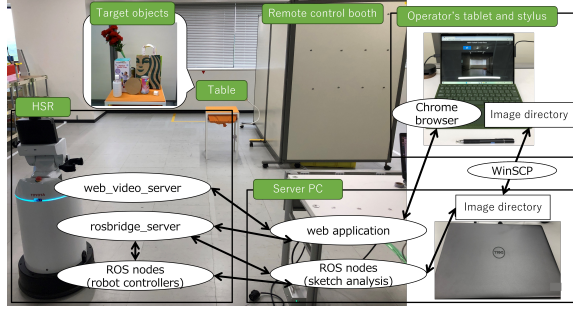 Target objects
Remote control booth
Operator's tablet and stylus
HSR
Table
Chrome
browser
Image directory
WinSCP
web_video_server
Server PC
Image directory
rosbridge_server
web application
ROS nodes
(robot controllers)
ROS nodes
(sketch analysis)
DELL